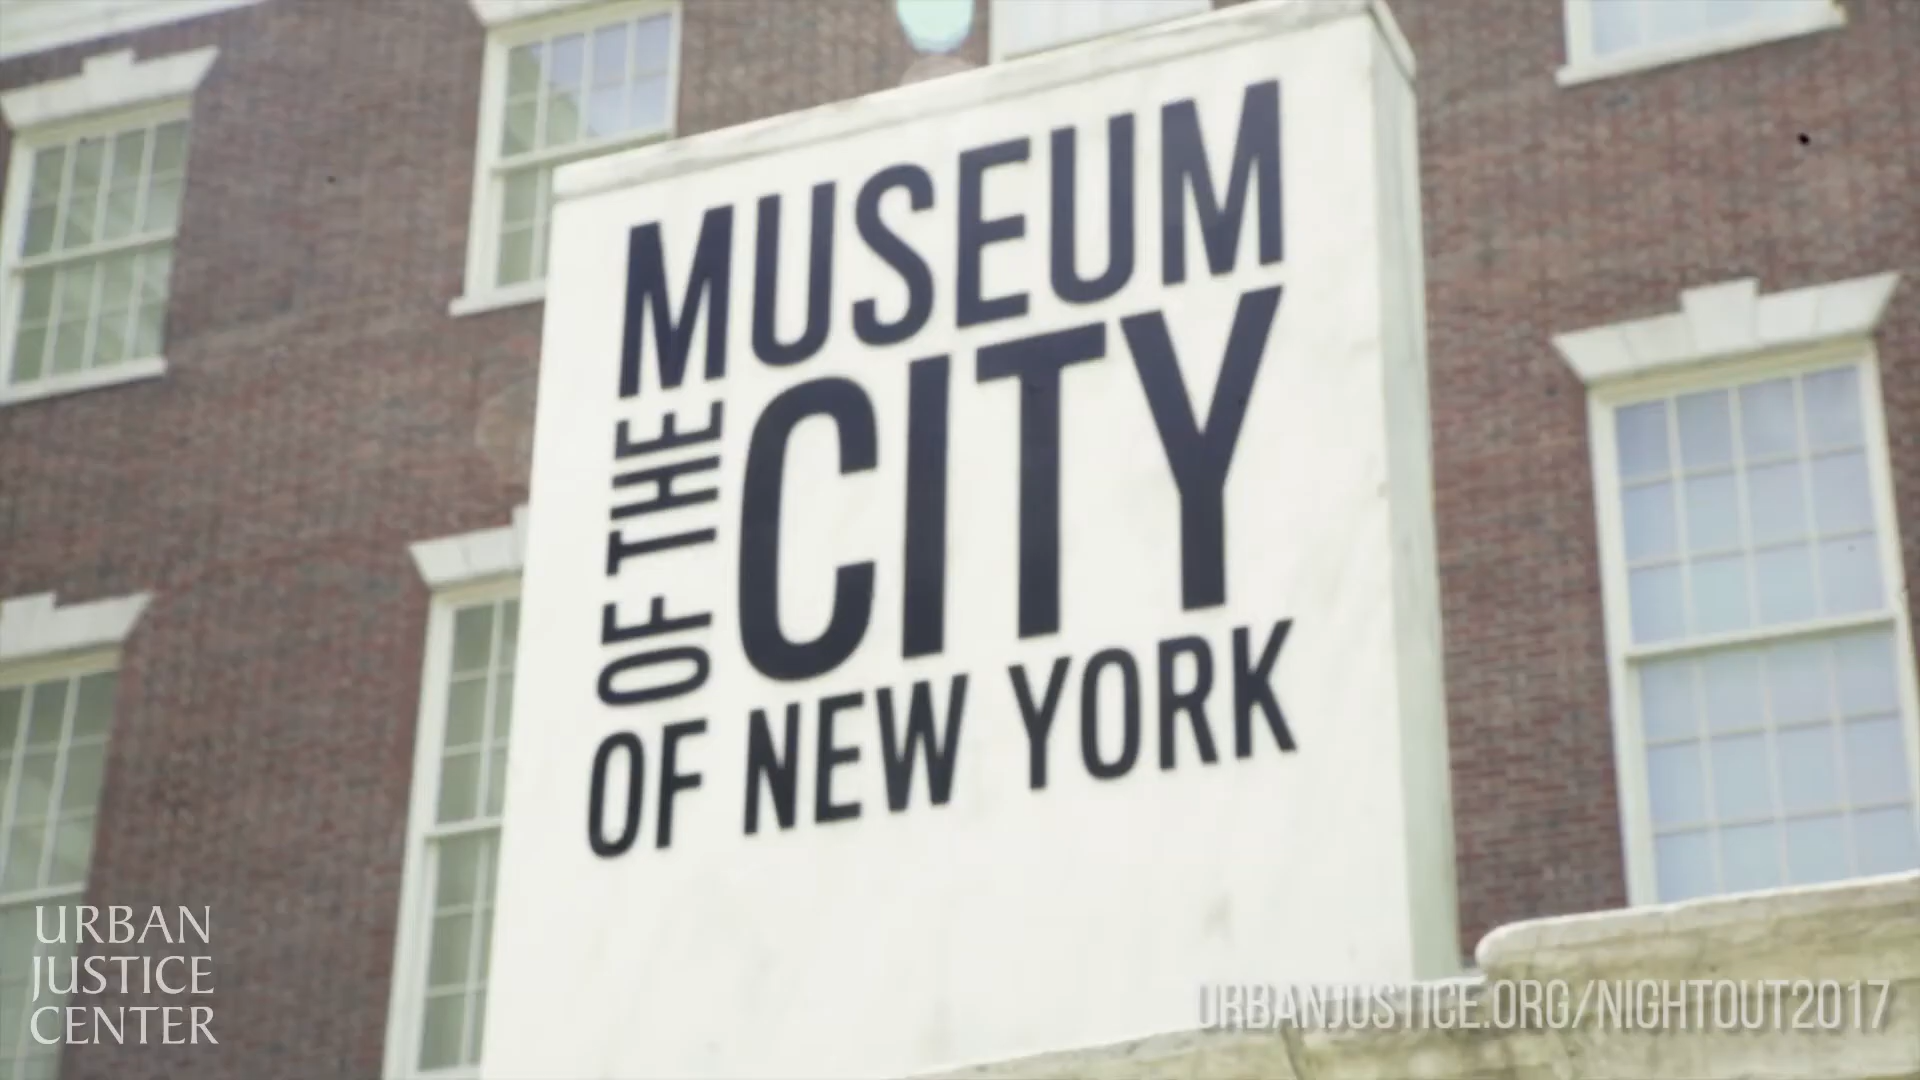 MUSEUM
OF THE
CITY
OF NEW YORK
URBAN
JUSTICE
CENTER
URBANJUSTICE.ORG/NIGHTOUT2017